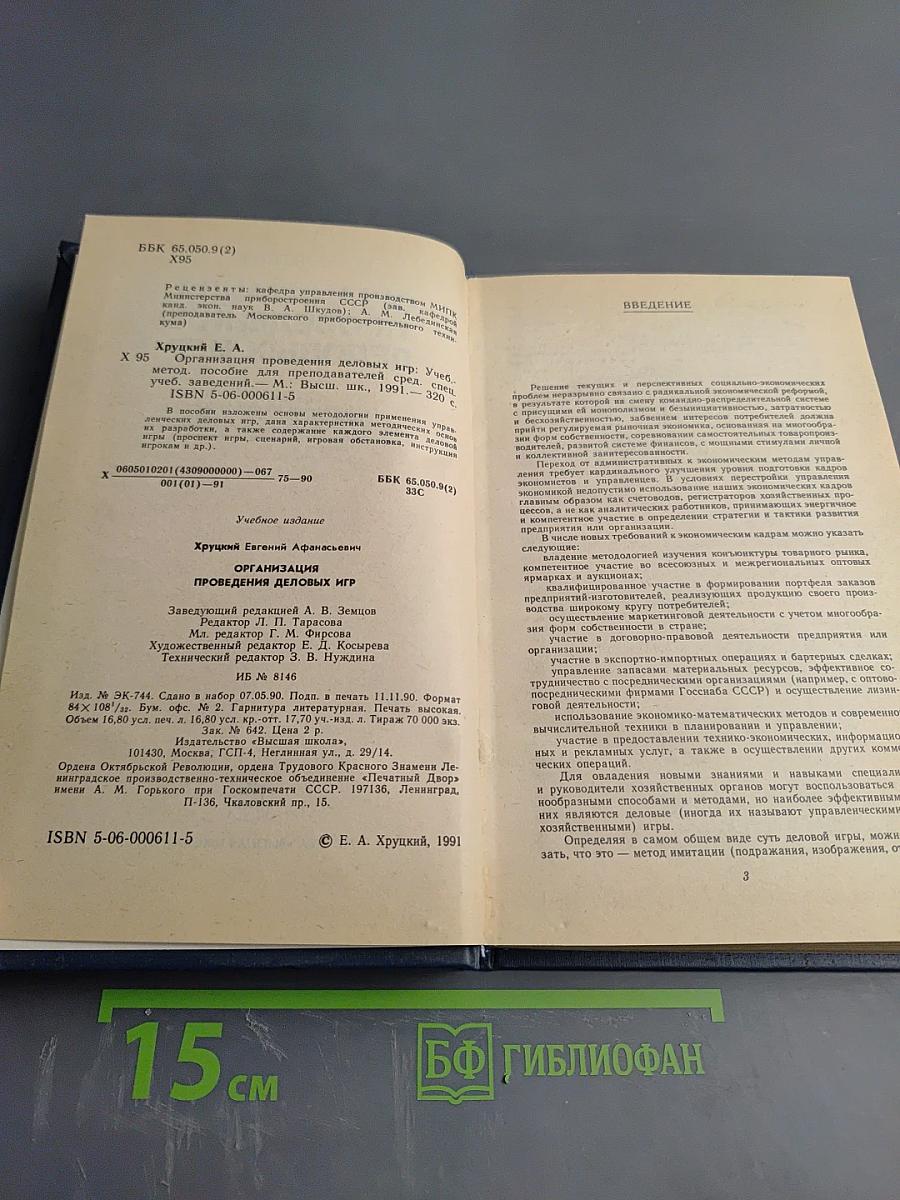 ББК 65.050.9(2)
Х95
Рецензенты: кафедра управления производством МИПК
Министерства приборостроения СССР (зав. кафедрой
канд. экон. наук В. А. Шкудов); А. М. Лебединская
(преподаватель Московского приборостроительного техни-
кума)
Хруцкий Е. А.
Х 95 Организация проведения деловых игр: Учеб.-
метод. пособие для преподавателей сред. спец.
учеб. заведений.— М.: Высш. шк., 1991.— 320 с.
ISBN 5-06-000611-5
В пособии изложены основы методологии применения управ-
ленческих деловых игр, дана характеристика методических основ
их разработки, а также содержание каждого элемента деловой
игры (проспект игры, сценарий, игровая обстановка, инструкция
игрокам и др.).
Х 0605010201(4309000000)—067 75—90
001(01)—91
ББК 65.050.9(2)
33С
Учебное издание
Хруцкий Евгений Афанасьевич
ОРГАНИЗАЦИЯ
ПРОВЕДЕНИЯ ДЕЛОВЫХ ИГР
Заведующий редакцией А. В. Земцов
Редактор Л. П. Тарасова
Мл. редактор Г. М. Фирсова
Художественный редактор Е. Д. Косырева
Технический редактор З. В. Нуждина
ИБ № 8146
Изд. № ЭК-744. Сдано в набор 07.05.90. Подп. в печать 11.11.90. Формат
84×108¹/₃₂. Бум. офс. № 2. Гарнитура литературная. Печать высокая.
Объем 16,80 усл. печ. л. 16,80 усл. кр.-отт. 17,70 уч.-изд. л. Тираж 70 000 экз.
Зак. № 642. Цена 2 р.
Издательство «Высшая школа»,
101430, Москва, ГСП-4, Неглинная ул., д. 29/14.
Ордена Октябрьской Революции, ордена Трудового Красного Знамени Ле-
нинградское производственно-техническое объединение «Печатный Двор»
имени А. М. Горького при Госкомпечати СССР. 197136, Ленинград,
П-136, Чкаловский пр., 15.
ISBN 5-06-000611-5
© Е. А. Хруцкий, 1991
ВВЕДЕНИЕ
Решение текущих и перспективных социально-экономических
проблем неразрывно связано с радикальной экономической реформой,
в результате которой на смену командно-распределительной системе
с присущими ей монополизмом и безынициативностью, затратностью
и бесхозяйственностью, забвением интересов потребителей должна
прийти регулируемая рыночная экономика, основанная на многообра-
зии форм собственности, соревновании самостоятельных товаропроиз-
водителей, развитой системе финансов, с мощными стимулами личной
и коллективной заинтересованности.
Переход от административных к экономическим методам управ-
ления требует кардинального улучшения уровня подготовки кадров
экономистов и управленцев. В условиях перестройки управления
экономикой недопустимо использование наших экономических кадров
главным образом как счетоводов, регистраторов хозяйственных про-
цессов, а не как аналитических работников, принимающих энергичное
и компетентное участие в определении стратегии и тактики развития
предприятия или организации.
В числе новых требований к экономическим кадрам можно указать
следующие:
владение методологией изучения конъюнктуры товарного рынка,
компетентное участие во всесоюзных и межрегиональных оптовых
ярмарках и аукционах;
квалифицированное участие в формировании портфеля заказов
предприятий-изготовителей, реализующих продукцию своего произ-
водства широкому кругу потребителей;
осуществление маркетинговой деятельности с учетом многообра-
зия форм собственности в стране;
участие в договорно-правовой деятельности предприятия или
организации;
участие в экспортно-импортных операциях и бартерных сделках;
управление запасами материальных ресурсов, эффективное со-
трудничество с посредническими организациями (например, с оптово-
посредническими фирмами Госснаба СССР) и осуществление лизин-
говой деятельности;
использование экономико-математических методов и современно
вычислительной техники в планировании и управлении;
участие в предоставлении технико-экономических, информацио
ных и рекламных услуг, а также в осуществлении других комме
ческих операций.
Для овладения новыми знаниями и навыками специали
и руководители хозяйственных органов могут воспользоваться
нообразными способами и методами, но наиболее эффективным
них являются деловые (иногда их называют управленческими
хозяйственными) игры.
Определяя в самом общем виде суть деловой игры, можн
зать, что это — метод имитации (подражания, изображения, от
3
15 см
БФ ГИБЛИОФАН